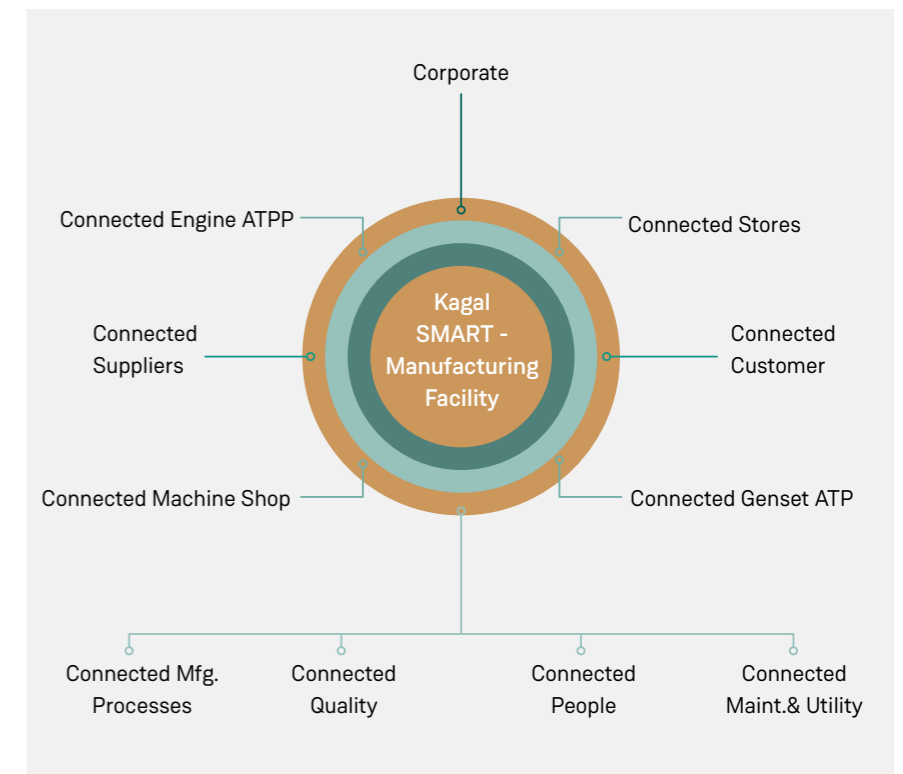 Corporate
Connected Engine ATPP
Connected Stores
Connected
Suppliers
Kagal
SMART -
Manufacturing
Facility
Connected
Customer
Connected Machine Shop
Connected Genset ATP
Connected Mfg.
Processes
Connected
Quality
Connected
People
Connected
Maint.& Utility